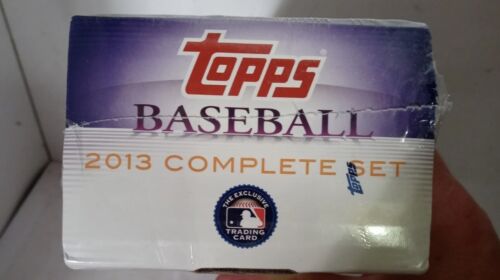 TOPPS
BASEBALL
2013 COMPLETE SET
TOPPS
THE EXCLUSIVE
TRADING
CARD